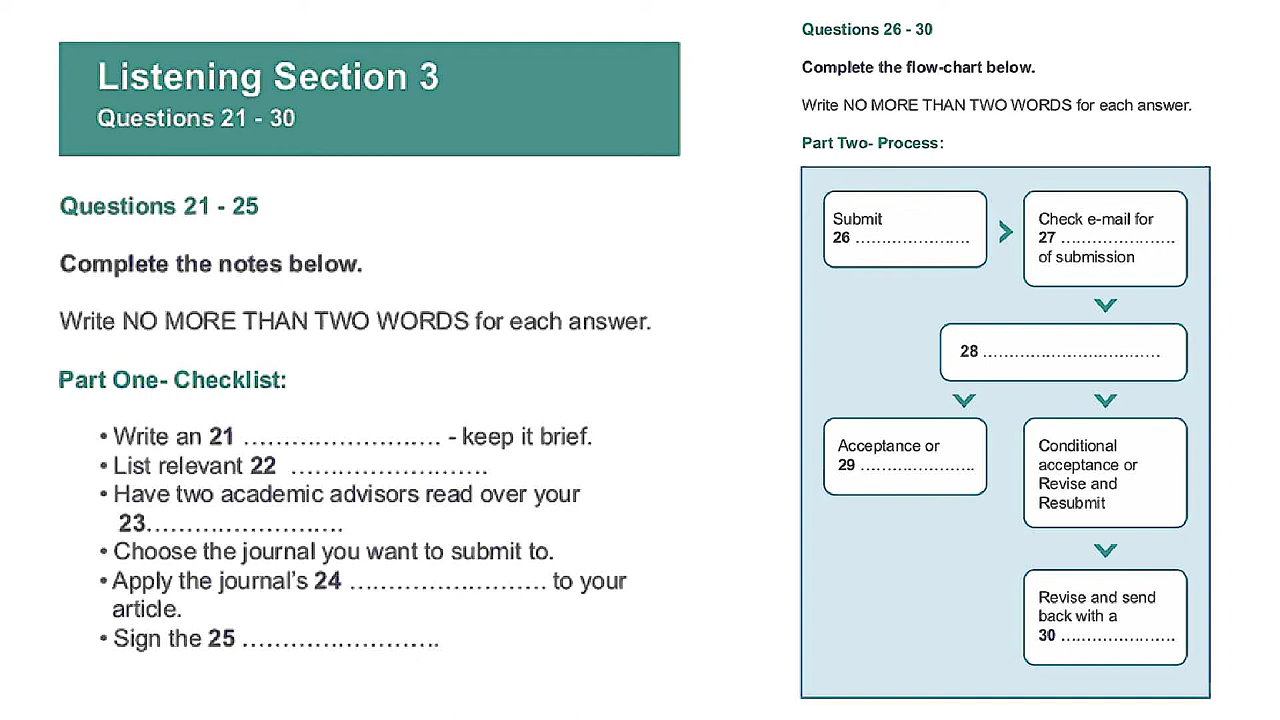 Listening Section 3
Questions 21 - 30
Questions 21 - 25
Complete the notes below.
Write NO MORE THAN TWO WORDS for each answer.
Part One- Checklist:
• Write an 21 ......................... - keep it brief.
• List relevant 22 .........................
• Have two academic advisors read over your
23.........................
• Choose the journal you want to submit to.
• Apply the journal's 24 ......................... to your
article.
• Sign the 25 .........................
Questions 26 - 30
Complete the flow-chart below.
Write NO MORE THAN TWO WORDS for each answer.
Part Two- Process:
Submit
26 ......................
Check e-mail for
27 ......................
of submission
28 ..................................
Acceptance or
29 ......................
Conditional
acceptance or
Revise and
Resubmit
Revise and send
back with a
30 ......................